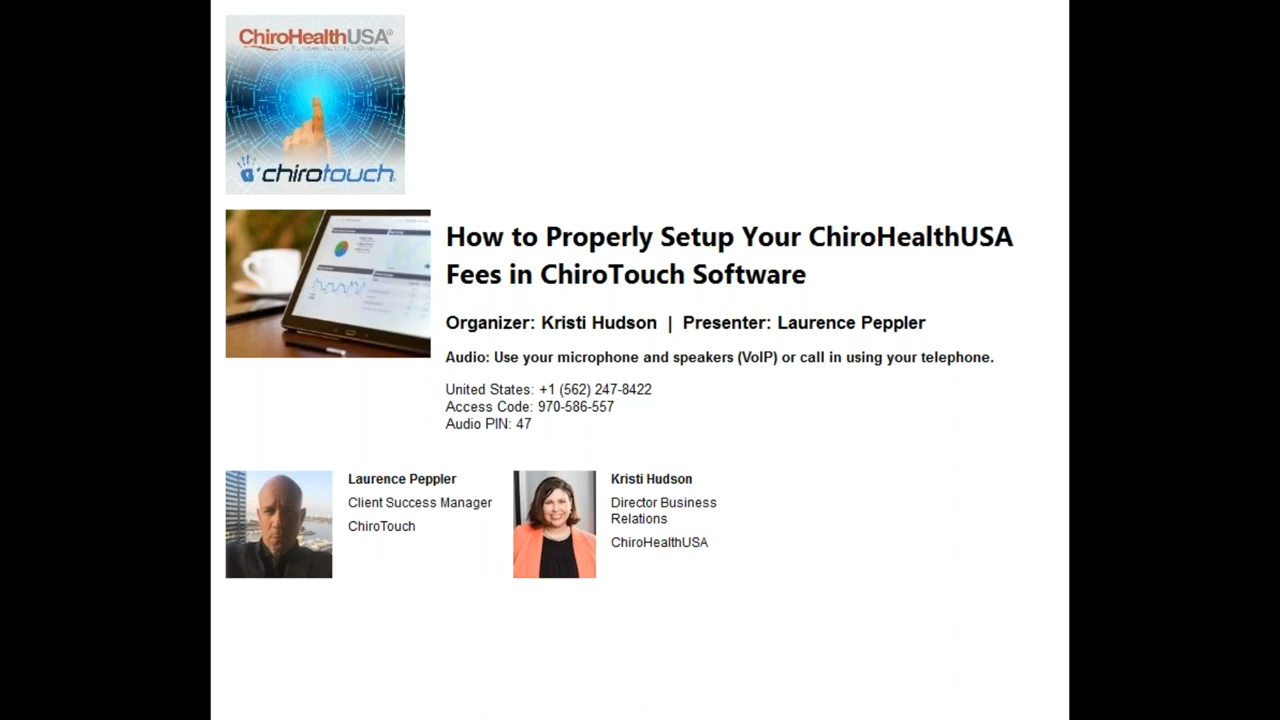 ChiroHealthUSA®
chirotouch
How to Properly Setup Your ChiroHealthUSA
Fees in ChiroTouch Software
Organizer: Kristi Hudson | Presenter: Laurence Peppler
Audio: Use your microphone and speakers (VoIP) or call in using your telephone.
United States: +1 (562) 247-8422
Access Code: 970-586-557
Audio PIN: 47
Laurence Peppler
Client Success Manager
ChiroTouch
Kristi Hudson
Director Business
Relations
ChiroHealthUSA